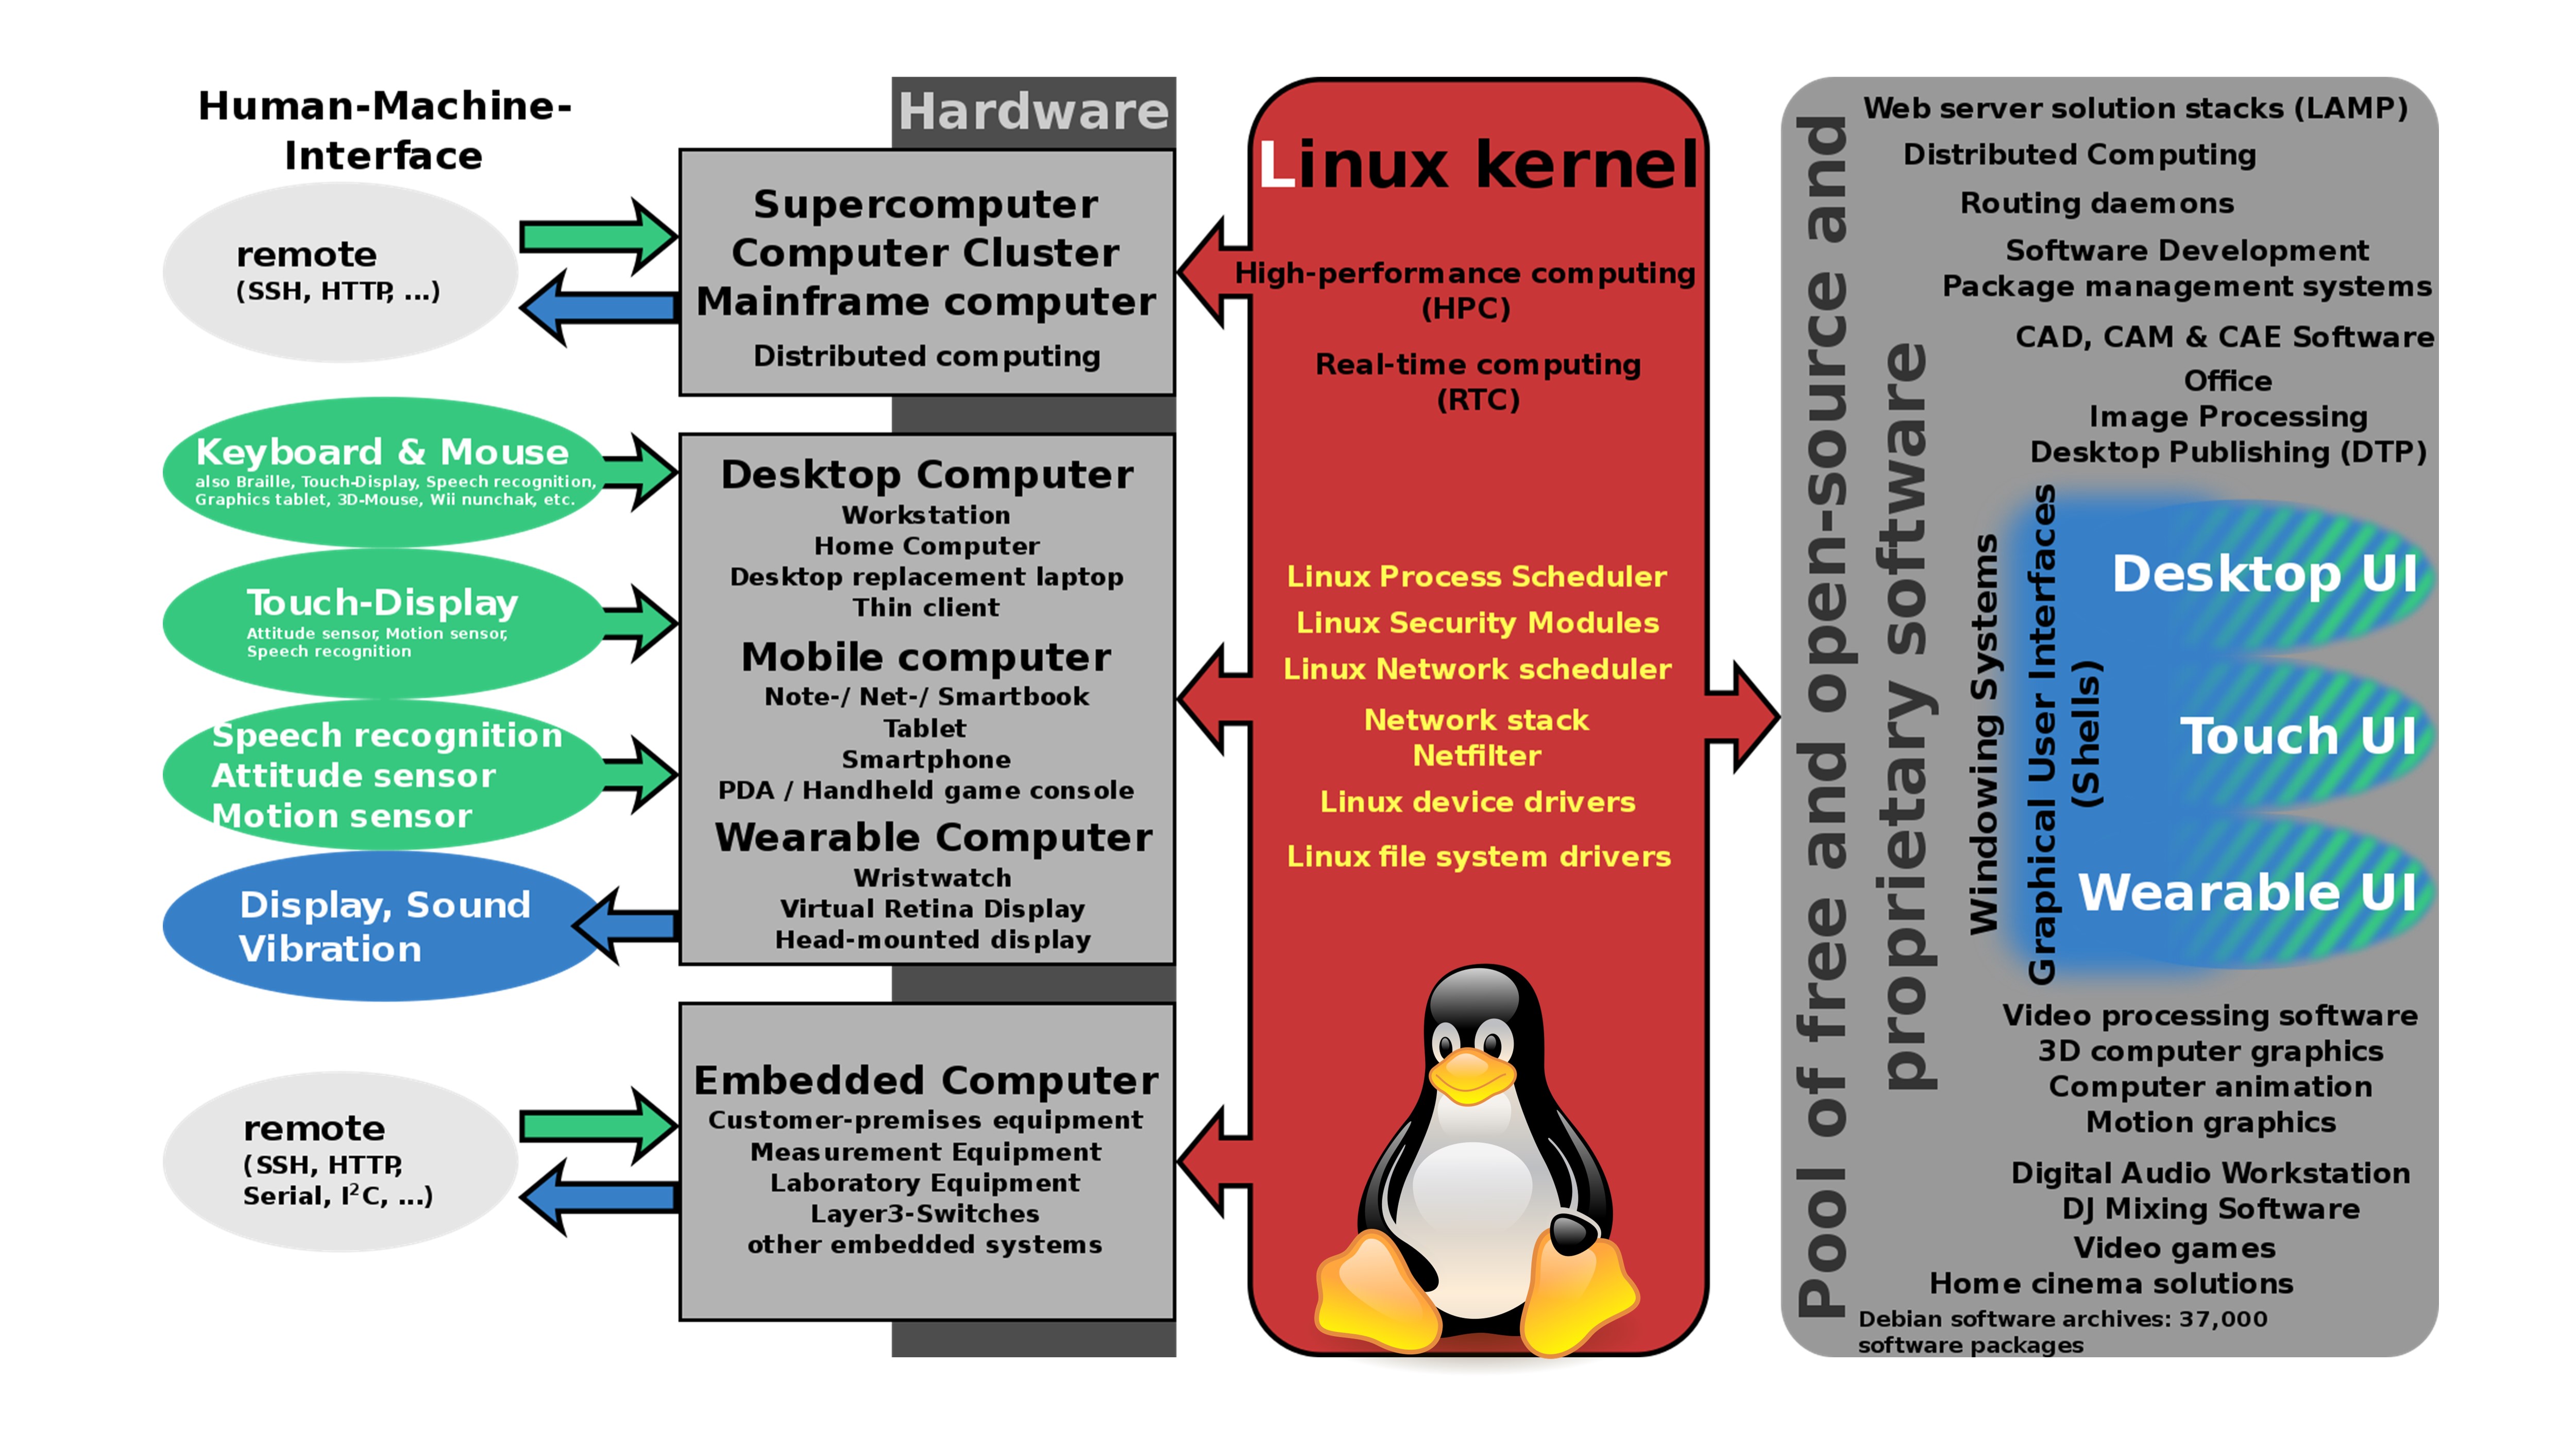 Human-Machine-
Interface
remote
(SSH, HTTP, ...)
Keyboard & Mouse
also Braille, Touch-Display, Speech recognition,
Graphics tablet, 3D-Mouse, Wii nunchak, etc.
Touch-Display
Attitude sensor, Motion sensor,
Speech recognition
Speech recognition
Attitude sensor
Motion sensor
Display, Sound
Vibration
remote
(SSH, HTTP,
Serial, I²C, ...)
Hardware
Supercomputer
Computer Cluster
Mainframe computer
Distributed computing
Desktop Computer
Workstation
Home Computer
Desktop replacement laptop
Thin client
Mobile computer
Note-/ Net-/ Smartbook
Tablet
Smartphone
PDA / Handheld game console
Wearable Computer
Wristwatch
Virtual Retina Display
Head-mounted display
Embedded Computer
Customer-premises equipment
Measurement Equipment
Laboratory Equipment
Layer3-Switches
other embedded systems
Linux kernel
High-performance computing
(HPC)
Real-time computing
(RTC)
Linux Process Scheduler
Linux Security Modules
Linux Network scheduler
Network stack
Netfilter
Linux device drivers
Linux file system drivers
Pool of free and open-source and
proprietary software
Web server solution stacks (LAMP)
Distributed Computing
Routing daemons
Software Development
Package management systems
CAD, CAM & CAE Software
Office
Image Processing
Desktop Publishing (DTP)
Windowing Systems
Graphical User Interfaces
(Shells)
Desktop UI
Touch UI
Wearable UI
Video processing software
3D computer graphics
Computer animation
Motion graphics
Digital Audio Workstation
DJ Mixing Software
Video games
Home cinema solutions
Debian software archives: 37,000
software packages